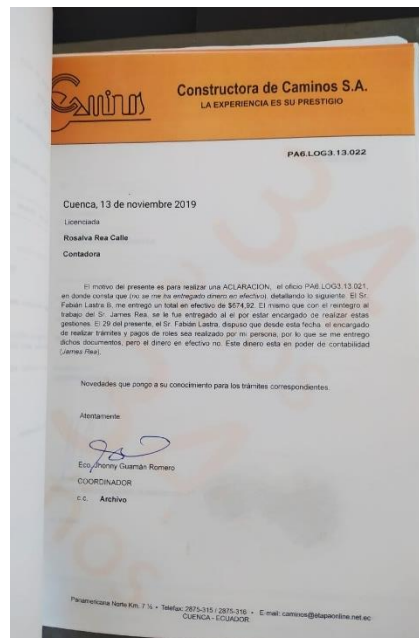 Caminos
Constructora de Caminos S.A.
LA EXPERIENCIA ES SU PRESTIGIO
PA6.LOG3.13.022
Cuenca, 13 de noviembre 2019
Licenciada
Rosalva Rea Calle
Contadora
El motivo del presente es para realizar una ACLARACION, el oficio PA6.LOG3.13.021,
en donde consta que (no se me ha entregado dinero en efectivo), detallando lo siguiente. El Sr.
Fabián Lastra B, me entregó un total en efectivo de $674,92. El mismo que con el reintegro al
trabajo del Sr. James Rea, se le fue entregado al el por estar encargado de realizar estas
gestiones. El 29 del presente, el Sr. Fabián Lastra, dispuso que desde esta fecha, el encargado
de realizar trámites y pagos de roles sea realizado por mi persona, por lo que se me entrego
dichos documentos, pero el dinero en efectivo no. Este dinero esta en poder de contabilidad
(James Rea).
Novedades que pongo a su conocimiento para los trámites correspondientes.
Atentamente
Eco. Jhonny Guamán Romero
COORDINADOR
c.c. Archivo
Panamericana Norte Km. 7 ½ • Telefax: 2875-315 / 2875-316 • E-mail: caminos@etapaonline.net.ec
CUENCA - ECUADOR